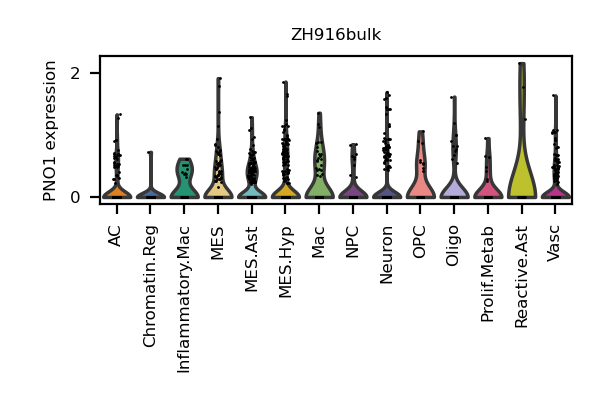 ZH916bulk
PNO1 expression
2
0
AC
Chromatin.Reg
Inflammatory.Mac
MES
MES.Ast
MES.Hyp
Mac
NPC
Neuron
OPC
Oligo
Prolif.Metab
Reactive.Ast
Vasc